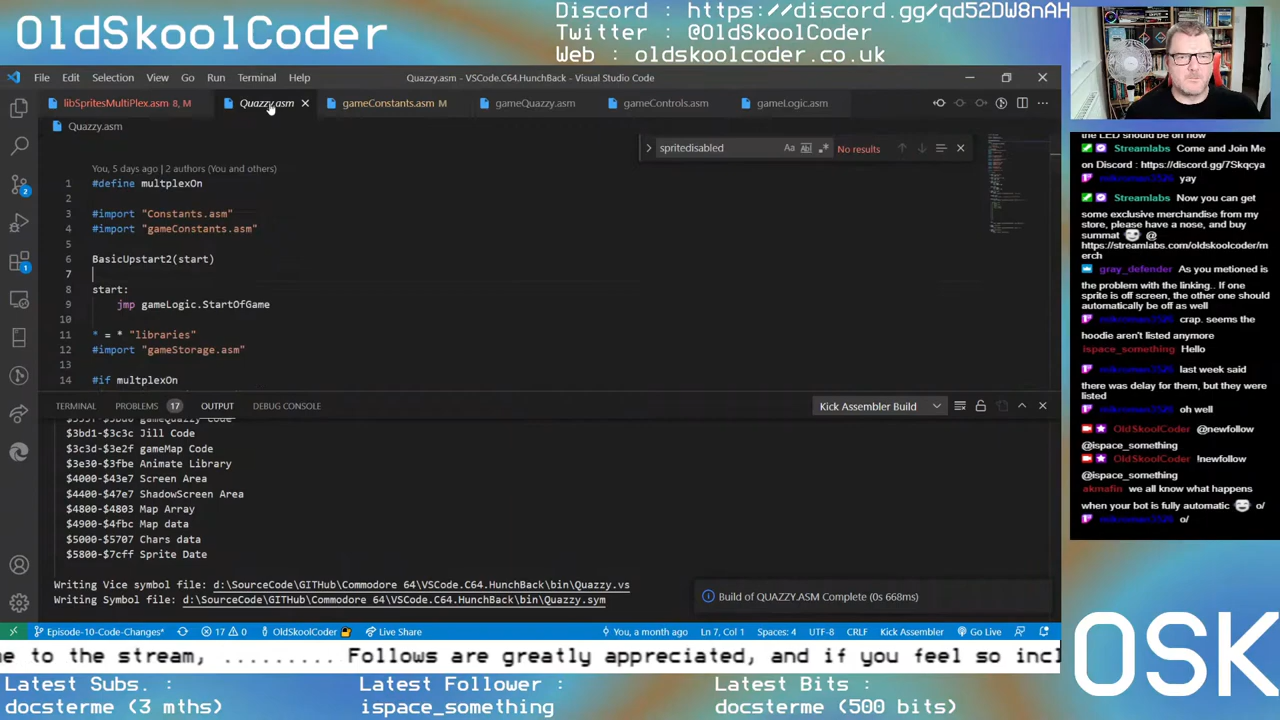 OldSkoolCoder
Discord : https://discord.gg/qd52DW8nAH
Twitter : @OldSkoolCoder
Web : oldskoolcoder.co.uk
File Edit Selection View Go Run Terminal Help
Quazzy.asm - VSCode.C64.HunchBack - Visual Studio Code
libSpritesMultiPlex.asm 8, M
Quazzy.asm
gameConstants.asm M
gameQuazzy.asm
gameControls.asm
gameLogic.asm
Quazzy.asm
spritedisabled
Aa
No results
You, 5 days ago | 2 authors (You and others)
1 #define multplexOn
2
3 #import "Constants.asm"
4 #import "gameConstants.asm"
5
6 BasicUpstart2(start)
7
8 start:
9 jmp gameLogic.StartOfGame
10
11 * = * "libraries"
12 #import "gameStorage.asm"
13
14 #if multplexOn
2
1
TERMINAL PROBLEMS 17 OUTPUT DEBUG CONSOLE
Kick Assembler Build
$3bd1-$3c3c Jill Code
$3c3d-$3e2f gameMap Code
$3e30-$3fbe Animate Library
$4000-$43e7 Screen Area
$4400-$47e7 ShadowScreen Area
$4800-$4803 Map Array
$4900-$4fbc Map data
$5000-$5707 Chars data
$5800-$7cff Sprite Date
Writing Vice symbol file: d:\SourceCode\GITHub\Commodore 64\VSCode.C64.HunchBack\bin\Quazzy.vs
Writing Symbol file: d:\SourceCode\GITHub\Commodore 64\VSCode.C64.HunchBack\bin\Quazzy.sym
Build of QUAZZY.ASM Complete (0s 668ms)
Episode-10-Code-Changes* 17 0 OldSkoolCoder Live Share
You, a month ago Ln 7, Col 1 Spaces: 4 UTF-8 CRLF Kick Assembler Go Live
the LED should be on now
Streamlabs Come and Join Me
on Discord : https://discord.gg/7Skqcya
yay
Streamlabs Now you can get
some exclusive merchandise from my
store, please have a nose, and buy
summat @
https://streamlabs.com/oldskoolcoder/m
erch
gray_defender As you metioned is
the problem with the linking.. If one
sprite is off screen, the other one should
automatically be off as well
crap. seems the
hoodie aren't listed anymore
ispace_something Hello
last week said
there was delay for them, but they were
listed
oh well
OldSkoolCoder @newfollow
@ispace_something
OldSkoolCoder !newfollow
@ispace_something
akmafin we all know what happens
when your bot is fully automatic o/
o/
me to the stream, .......... Follows are greatly appreciated, and if you feel so incl
Latest Subs. :
docsterme (3 mths)
Latest Follower :
ispace_something
Latest Bits :
docsterme (500 bits)
OSK